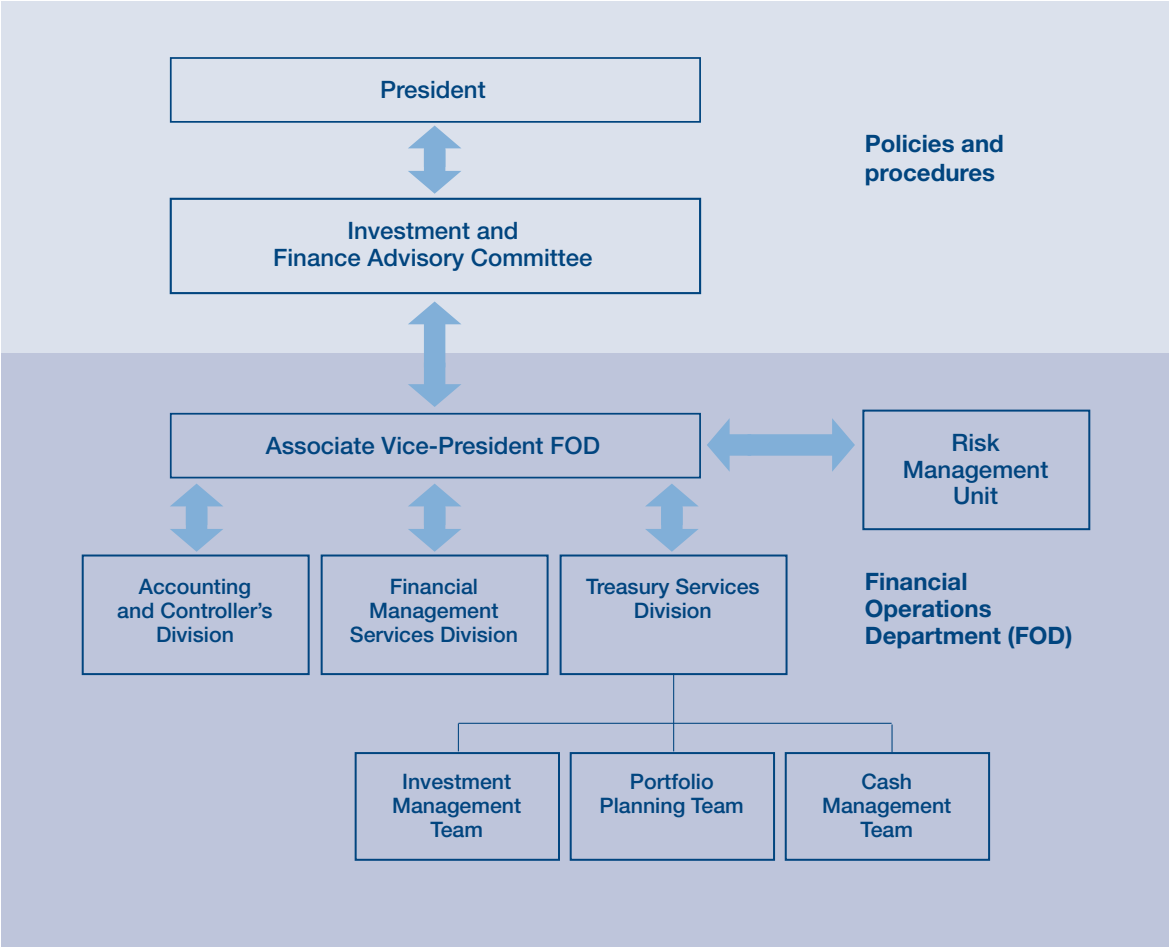 President
Policies and
procedures
Investment and
Finance Advisory Committee
Associate Vice-President FOD
Risk
Management
Unit
Accounting
and Controller’s
Division
Financial
Management
Services Division
Treasury Services
Division
Financial
Operations
Department (FOD)
Investment
Management
Team
Portfolio
Planning Team
Cash
Management
Team